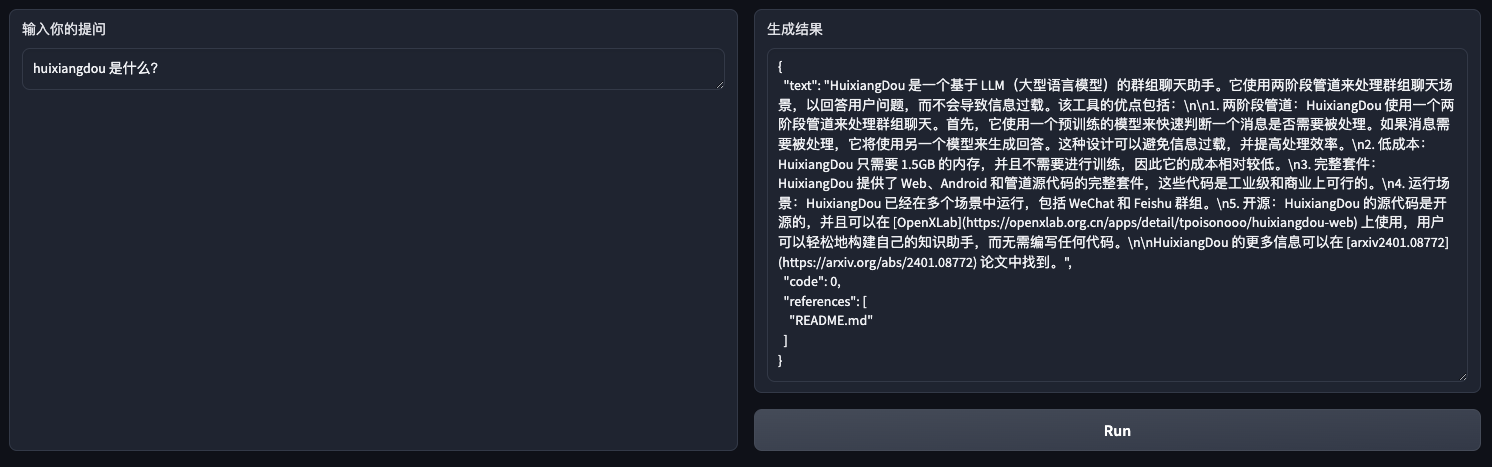 输入你的提问
huixiangdou 是什么？
生成结果
{
"text": "HuixiangDou 是一个基于 LLM（大型语言模型）的群组聊天助手。它使用两阶段管道来处理群组聊天场
景，以回答用户问题，而不会导致信息过载。该工具的优点包括：\n\n1. 两阶段管道：HuixiangDou 使用一个两
阶段管道来处理群组聊天。首先，它使用一个预训练的模型来快速判断一个消息是否需要被处理。如果消息需
要被处理，它将使用另一个模型来生成回答。这种设计可以避免信息过载，并提高处理效率。\n2. 低成本：
HuixiangDou 只需要 1.5GB 的内存，并且不需要进行训练，因此它的成本相对较低。\n3. 完整套件：
HuixiangDou 提供了 Web、Android 和管道源代码的完整套件，这些代码是工业级和商业上可行的。\n4. 运行场
景：HuixiangDou 已经在多个场景中运行，包括 WeChat 和 Feishu 群组。\n5. 开源：HuixiangDou 的源代码是开
源的，并且可以在 [OpenXLab](https://openxlab.org.cn/apps/detail/tpoisonooo/huixiangdou-web) 上使用，用户
可以轻松地构建自己的知识助手，而无需编写任何代码。\n\nHuixiangDou 的更多信息可以在 [arxiv2401.08772]
(https://arxiv.org/abs/2401.08772) 论文中找到。",
"code": 0,
"references": [
"README.md"
]
}
Run